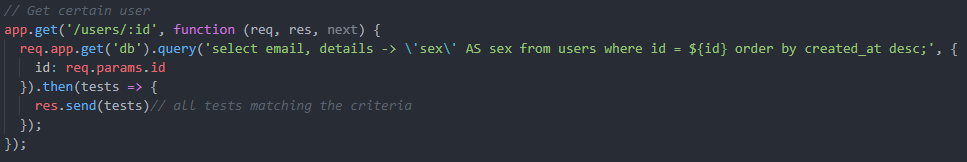 // Get certain user
app.get('/users/:id', function (req, res, next) {
  req.app.get('db').query('select email, details -> \'sex\' AS sex from users where id = ${id} order by created_at desc;', {
    id: req.params.id
  }).then(tests => {
    res.send(tests)// all tests matching the criteria
  });
});